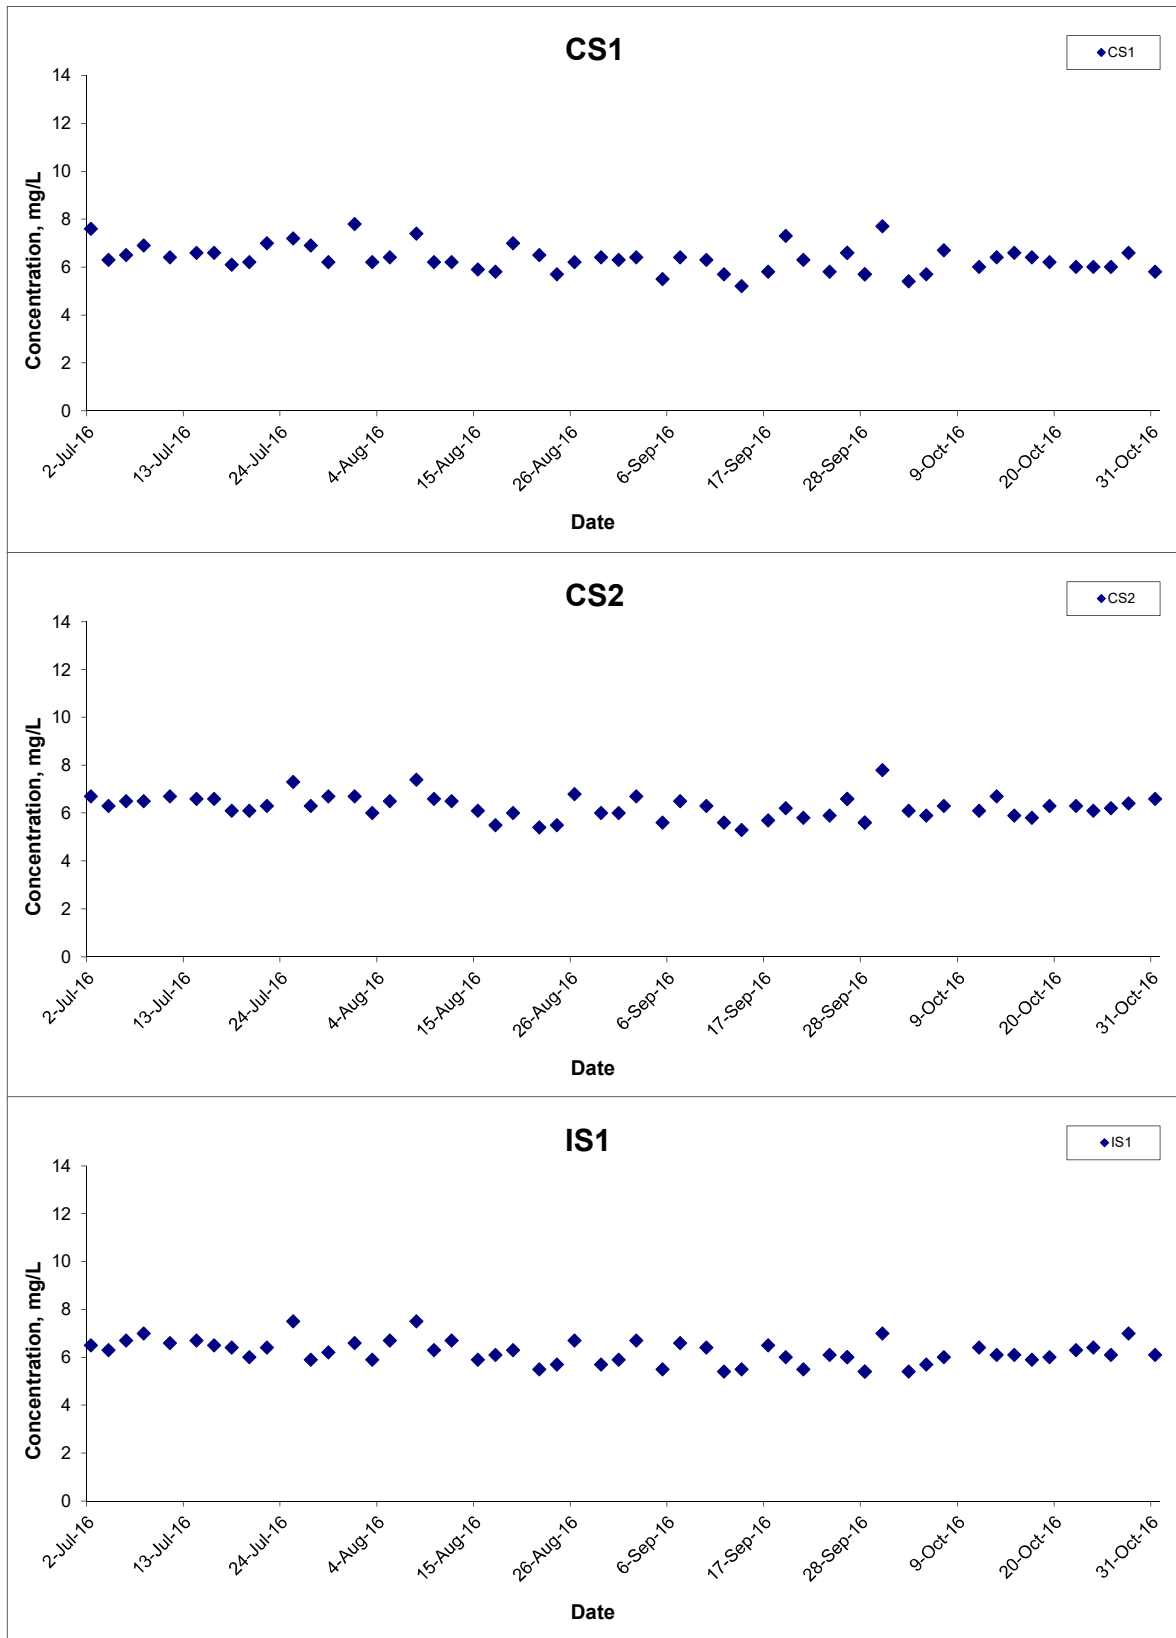 CS1
CS1
14
12
10
8
6
4
2
0
Concentration, mg/L
2-Jul-16
13-Jul-16
24-Jul-16
4-Aug-16
15-Aug-16
26-Aug-16
6-Sep-16
17-Sep-16
28-Sep-16
9-Oct-16
20-Oct-16
31-Oct-16
Date
CS2
CS2
14
12
10
8
6
4
2
0
Concentration, mg/L
2-Jul-16
13-Jul-16
24-Jul-16
4-Aug-16
15-Aug-16
26-Aug-16
6-Sep-16
17-Sep-16
28-Sep-16
9-Oct-16
20-Oct-16
31-Oct-16
Date
IS1
IS1
14
12
10
8
6
4
2
0
Concentration, mg/L
2-Jul-16
13-Jul-16
24-Jul-16
4-Aug-16
15-Aug-16
26-Aug-16
6-Sep-16
17-Sep-16
28-Sep-16
9-Oct-16
20-Oct-16
31-Oct-16
Date